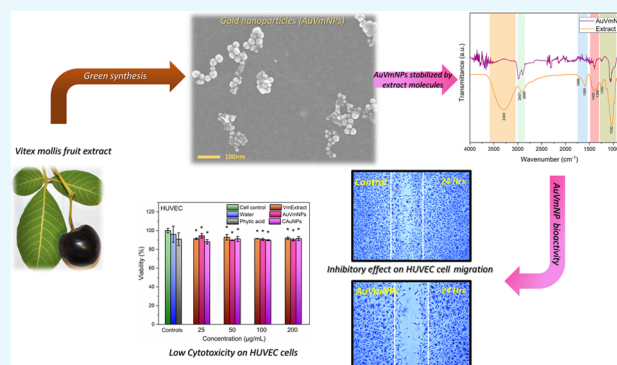 Gold nanoparticles (AuVmNPs)
Green synthesis
100nm
AuVmNPs stabilized by
extract molecules
Transmittance (a.u.)
AuVmNPs
Extract
4000 3500 3000 2500 2000 1500 1000
Wavenumber (cm⁻¹)
Vitex mollis fruit extract
AuVmNP bioactivity
Control
24 Hrs
Inhibitory effect on HUVEC cell migration
AuVmNPs
24 Hrs
HUVEC
Cell control
Water
Phytic acid
VmExtract
AuVmNPs
CAuNPs
Viability (%)
120
100
80
60
40
20
0
Controls 25 50 100 200
Concentration (µg/mL)
Low Cytotoxicity on HUVEC cells